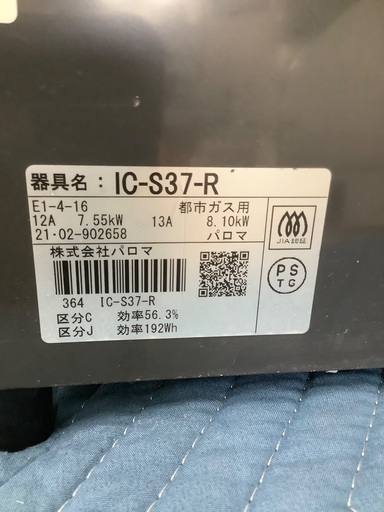 器具名：IC-S37-R
E1-4-16 都市ガス用
12A 7.55kW 13A 8.10kW
21・02-902658 パロマ
株式会社パロマ
364 IC-S37-R
区分C 効率56.3%
区分J 効率192Wh
JIA認証
PS
TG